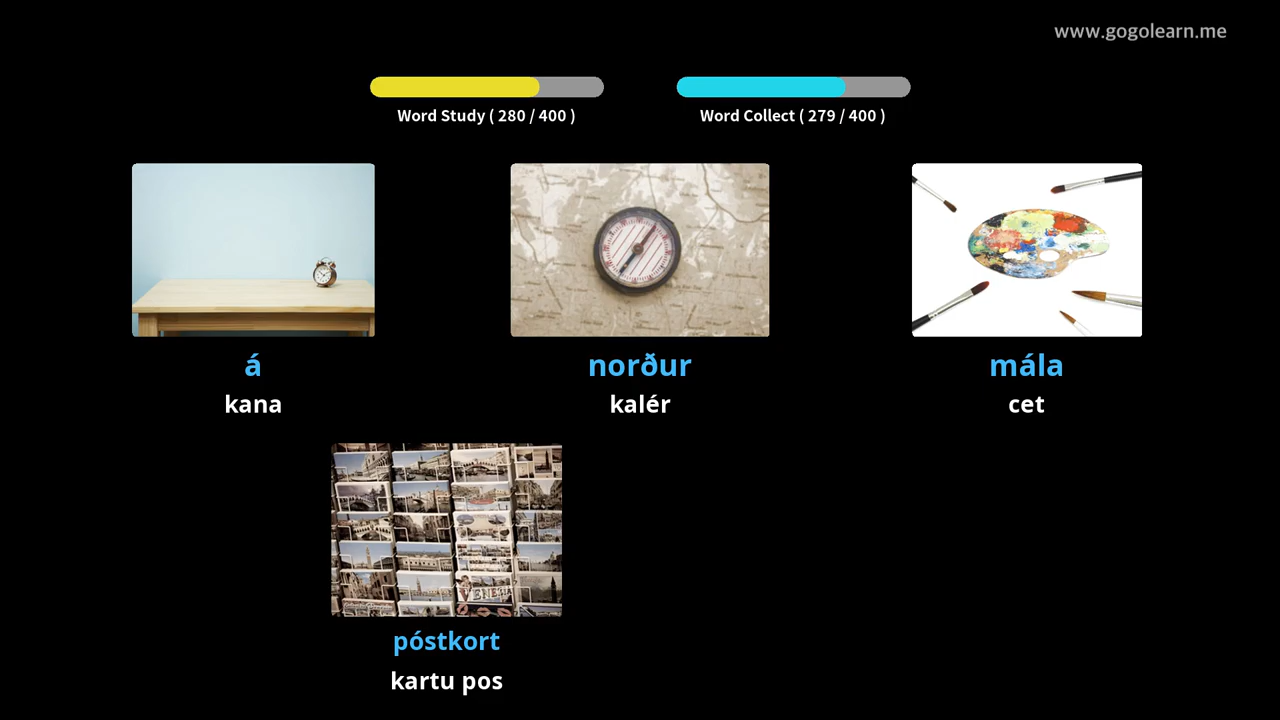 www.gogolearn.me
Word Study ( 280 / 400 )
Word Collect ( 279 / 400 )
á
norður
mála
kana
kalér
cet
VENEZIA
póstkort
kartu pos